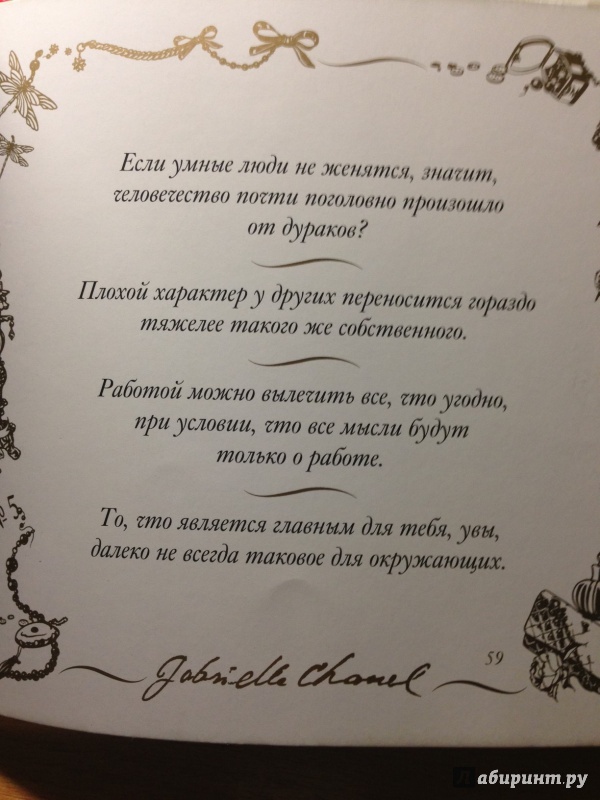 Если умные люди не женятся, значит,
человечество почти поголовно произошло
от дураков?
Плохой характер у других переносится гораздо
тяжелее такого же собственного.
Работой можно вылечить все, что угодно,
при условии, что все мысли будут
только о работе.
То, что является главным для тебя, увы,
далеко не всегда таковое для окружающих.
59
Gabrielle Chanel
Лабиринт.ру